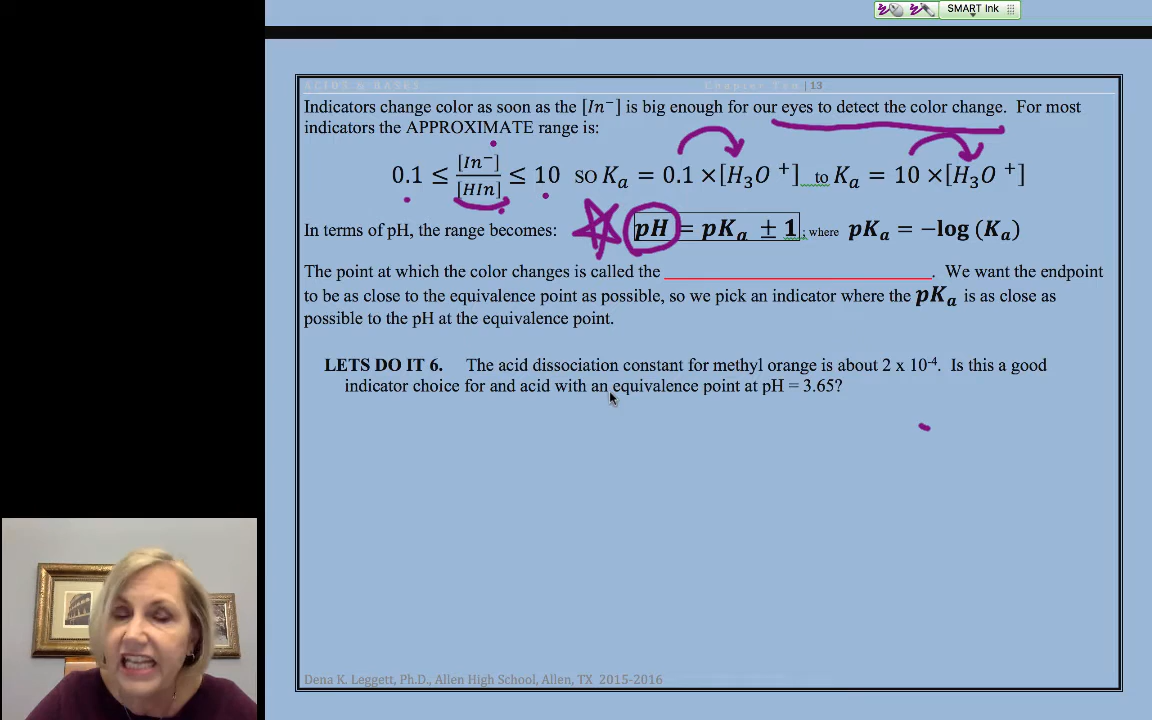 SMART Ink
ACIDS & BASES Chapter Ten | 13
Indicators change color as soon as the [In⁻] is big enough for our eyes to detect the color change. For most
indicators the APPROXIMATE range is:
0.1 ≤ [In⁻]/[HIn] ≤ 10 SO Kₐ = 0.1 ×[H₃O ⁺] to Kₐ = 10 ×[H₃O ⁺]
In terms of pH, the range becomes: pH = pKₐ ± 1; where pKₐ = −log (Kₐ)
The point at which the color changes is called the ____________________. We want the endpoint
to be as close to the equivalence point as possible, so we pick an indicator where the pKₐ is as close as
possible to the pH at the equivalence point.
LETS DO IT 6. The acid dissociation constant for methyl orange is about 2 x 10⁻⁴. Is this a good
indicator choice for and acid with an equivalence point at pH = 3.65?
Dena K. Leggett, Ph.D., Allen High School, Allen, TX 2015-2016